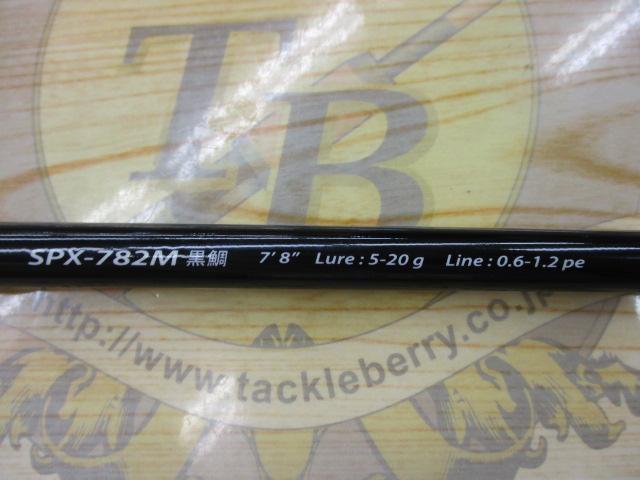 TB
SPX-782M 黒鯛 7' 8" Lure : 5-20 g Line : 0.6-1.2 pe
http://www.tackleberry.co.jp